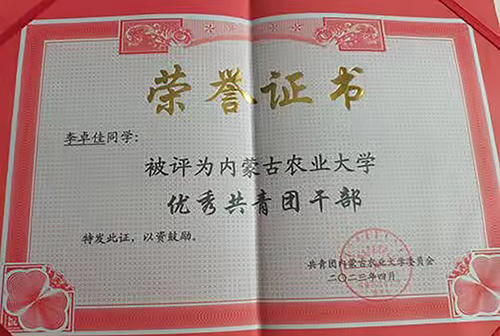 荣誉证书
李卓佳同学:
被评为内蒙古农业大学
优秀共青团干部
特发此证，以资鼓励。
共青团内蒙古农业大学委员会
二〇二三年四月